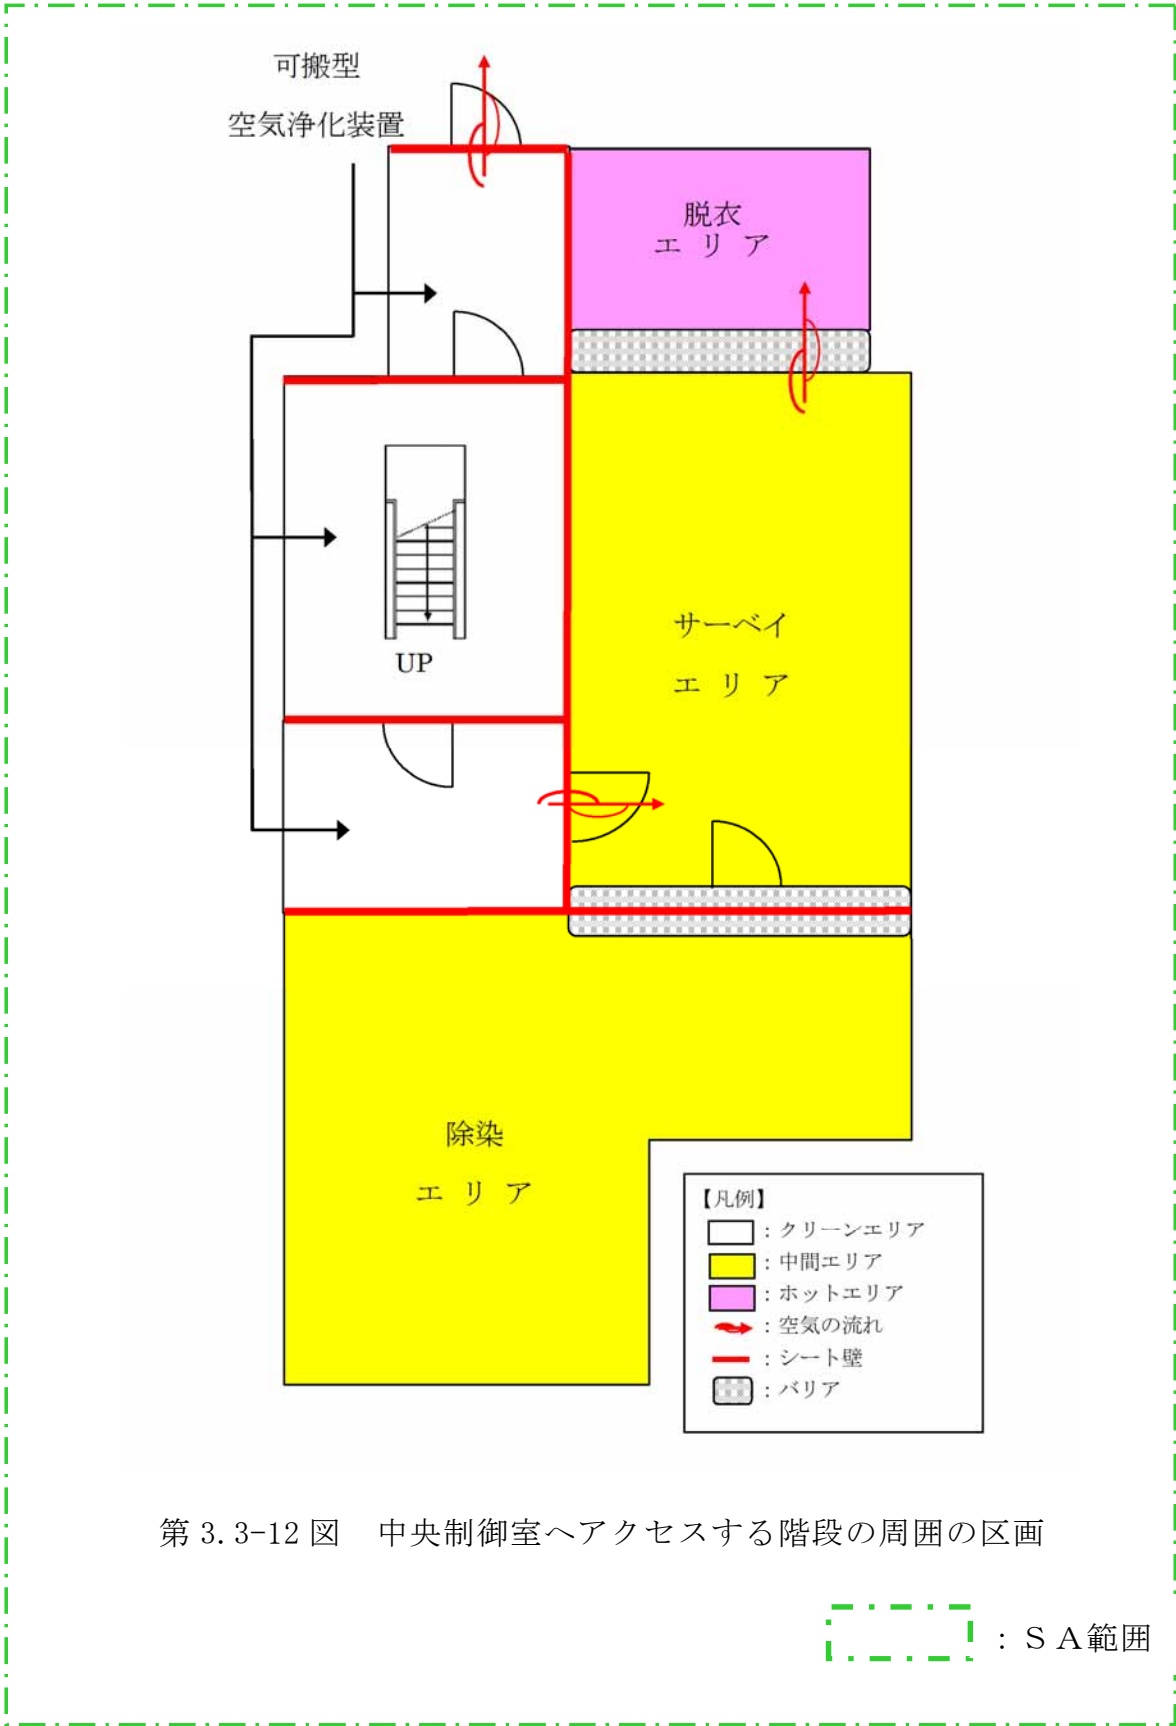 可搬型
空気浄化装置
脱衣
エリア
サーベイ
エリア
UP
除染
エリア
【凡例】
：クリーンエリア
：中間エリア
：ホットエリア
：空気の流れ
：シート壁
：バリア
第 3.3-12 図　中央制御室へアクセスする階段の周囲の区画
：ＳＡ範囲